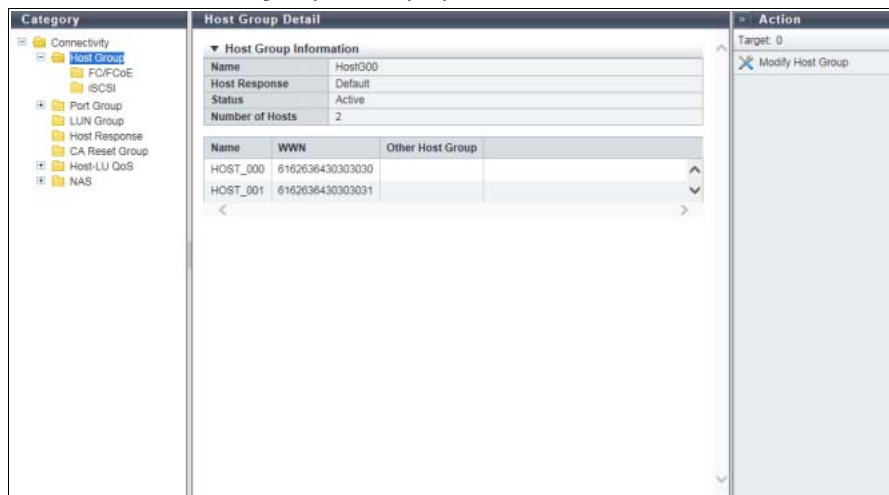 Category
Connectivity
Host Group
FC/FCoE
iSCSI
Port Group
LUN Group
Host Response
CA Reset Group
Host-LU QoS
NAS
Host Group Detail
▼ Host Group Information
Name HostG00
Host Response Default
Status Active
Number of Hosts 2
Name WWN Other Host Group
HOST_000 6162636430303030
HOST_001 6162636430303031
» Action
Target: 0
Modify Host Group